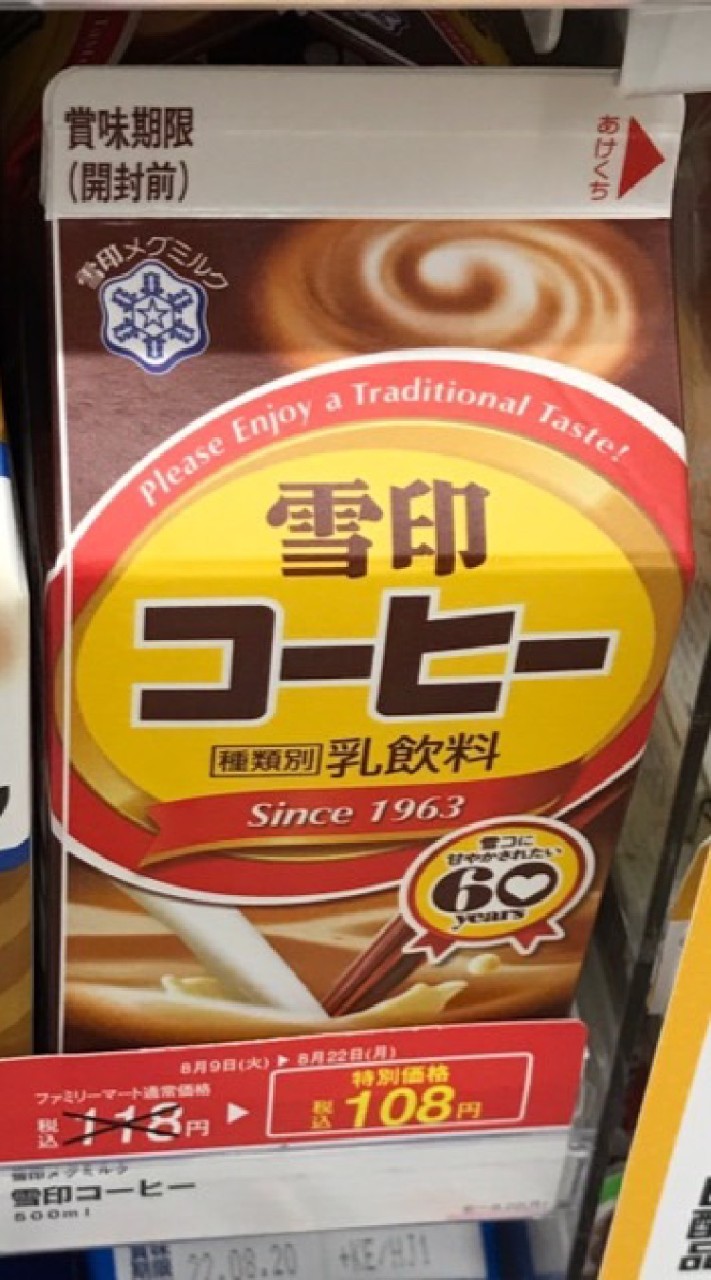 賞味期限
(開封前)
あけくち
雪印メグミルク
Please Enjoy a Traditional Taste!
雪印
コーヒー
種類別 乳飲料
Since 1963
雪コに
甘やかされたい
60
years
8月9日(火)▶8月22日(月)
ファミリーマート通常価格
税込 118円 ▶
特別価格
税込 108円
雪印メグミルク
雪印コーヒー
500ml
賞味
期限 22.08.20 +KE/HJ1
品